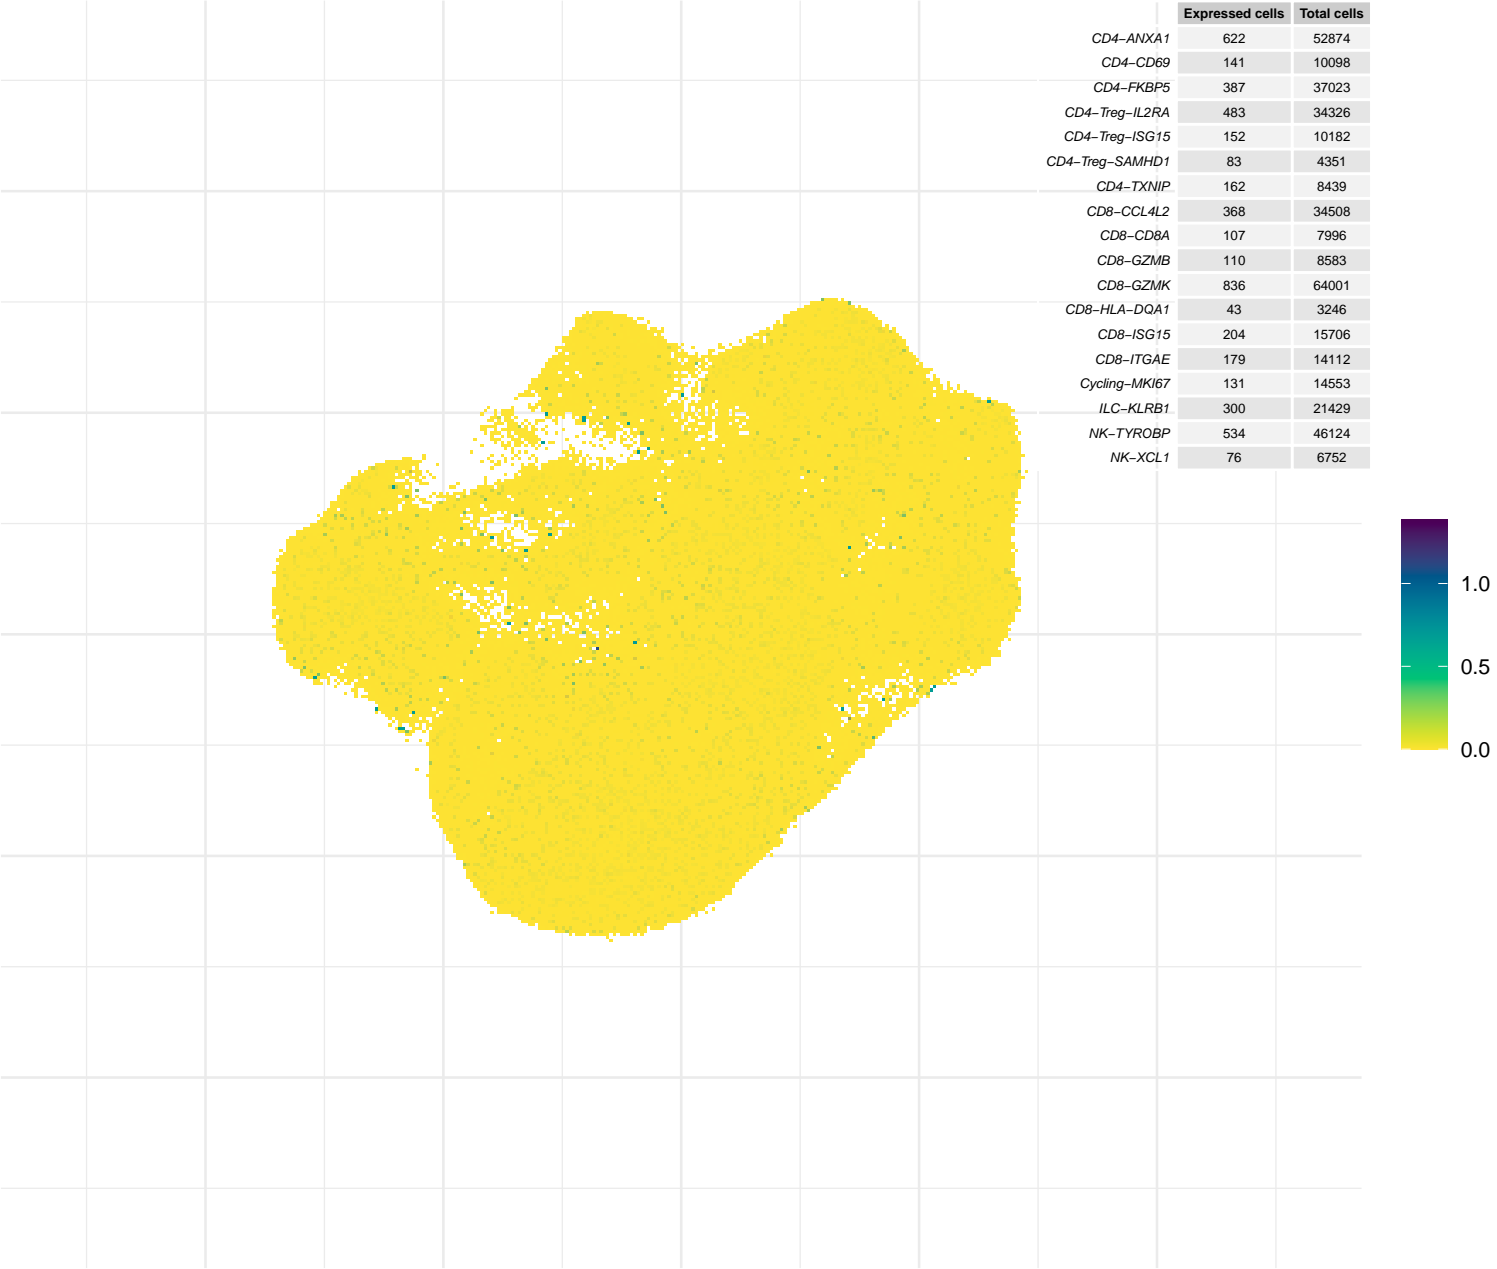 Expressed cells Total cells
CD4−ANXA1 622 52874
CD4−CD69 141 10098
CD4−FKBP5 387 37023
CD4−Treg−IL2RA 483 34326
CD4−Treg−ISG15 152 10182
CD4−Treg−SAMHD1 83 4351
CD4−TXNIP 162 8439
CD8−CCL4L2 368 34508
CD8−CD8A 107 7996
CD8−GZMB 110 8583
CD8−GZMK 836 64001
CD8−HLA−DQA1 43 3246
CD8−ISG15 204 15706
CD8−ITGAE 179 14112
Cycling−MKI67 131 14553
ILC−KLRB1 300 21429
NK−TYROBP 534 46124
NK−XCL1 76 6752
1.0
0.5
0.0